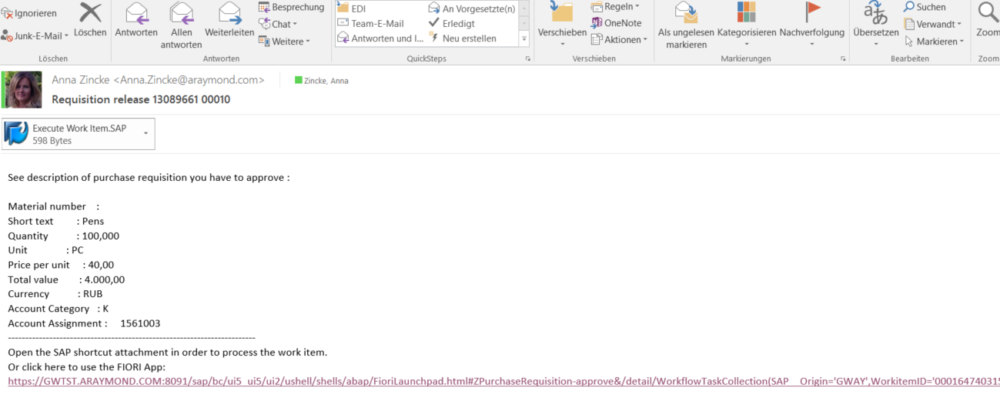 Ignorieren
Junk-E-Mail
Löschen
Löschen
Antworten
Allen antworten
Weiterleiten
Besprechung
Chat
Weitere
Antworten
EDI
Team-E-Mail
Antworten und l...
An Vorgesetzte(n)
Erledigt
Neu erstellen
QuickSteps
Verschieben
Regeln
OneNote
Aktionen
Verschieben
Als ungelesen markieren
Kategorisieren
Nachverfolgung
Markierungen
Übersetzen
Suchen
Verwandt
Markieren
Bearbeiten
Zoom
Zoom
Anna Zincke <Anna.Zincke@araymond.com>
Zincke, Anna
Requisition release 13089661 00010
Execute Work Item.SAP
598 Bytes
See description of purchase requisition you have to approve :
Material number :
Short text : Pens
Quantity : 100,000
Unit : PC
Price per unit : 40,00
Total value : 4.000,00
Currency : RUB
Account Category : K
Account Assignment : 1561003
------------------------------------------------------------------------
Open the SAP shortcut attachment in order to process the work item.
Or click here to use the FIORI App:
https://GWTST.ARAYMOND.COM:8091/sap/bc/ui5_ui5/ui2/ushell/shells/abap/FioriLaunchpad.html#ZPurchaseRequisition-approve&/detail/WorkflowTaskCollection(SAP__Origin='GWAY',WorkitemID='000164740315